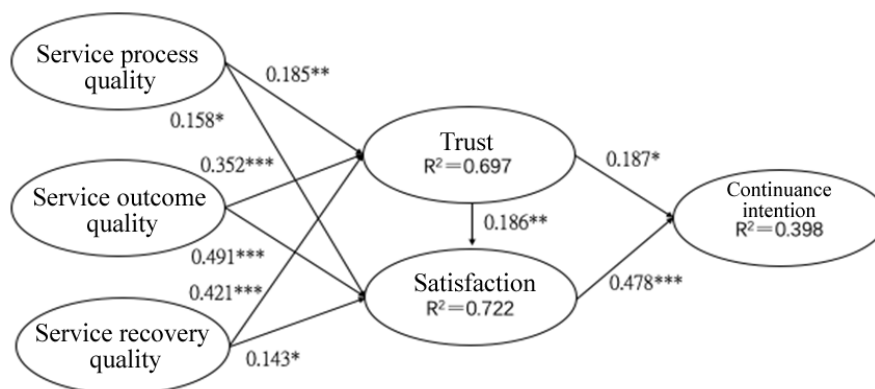 Service process
quality
0.185**
0.158*
Trust
R²=0.697
0.352***
0.187*
Service outcome
quality
Continuance
intention
R²=0.398
0.186**
0.491***
0.421***
Satisfaction
R²=0.722
0.478***
Service recovery
quality
0.143*